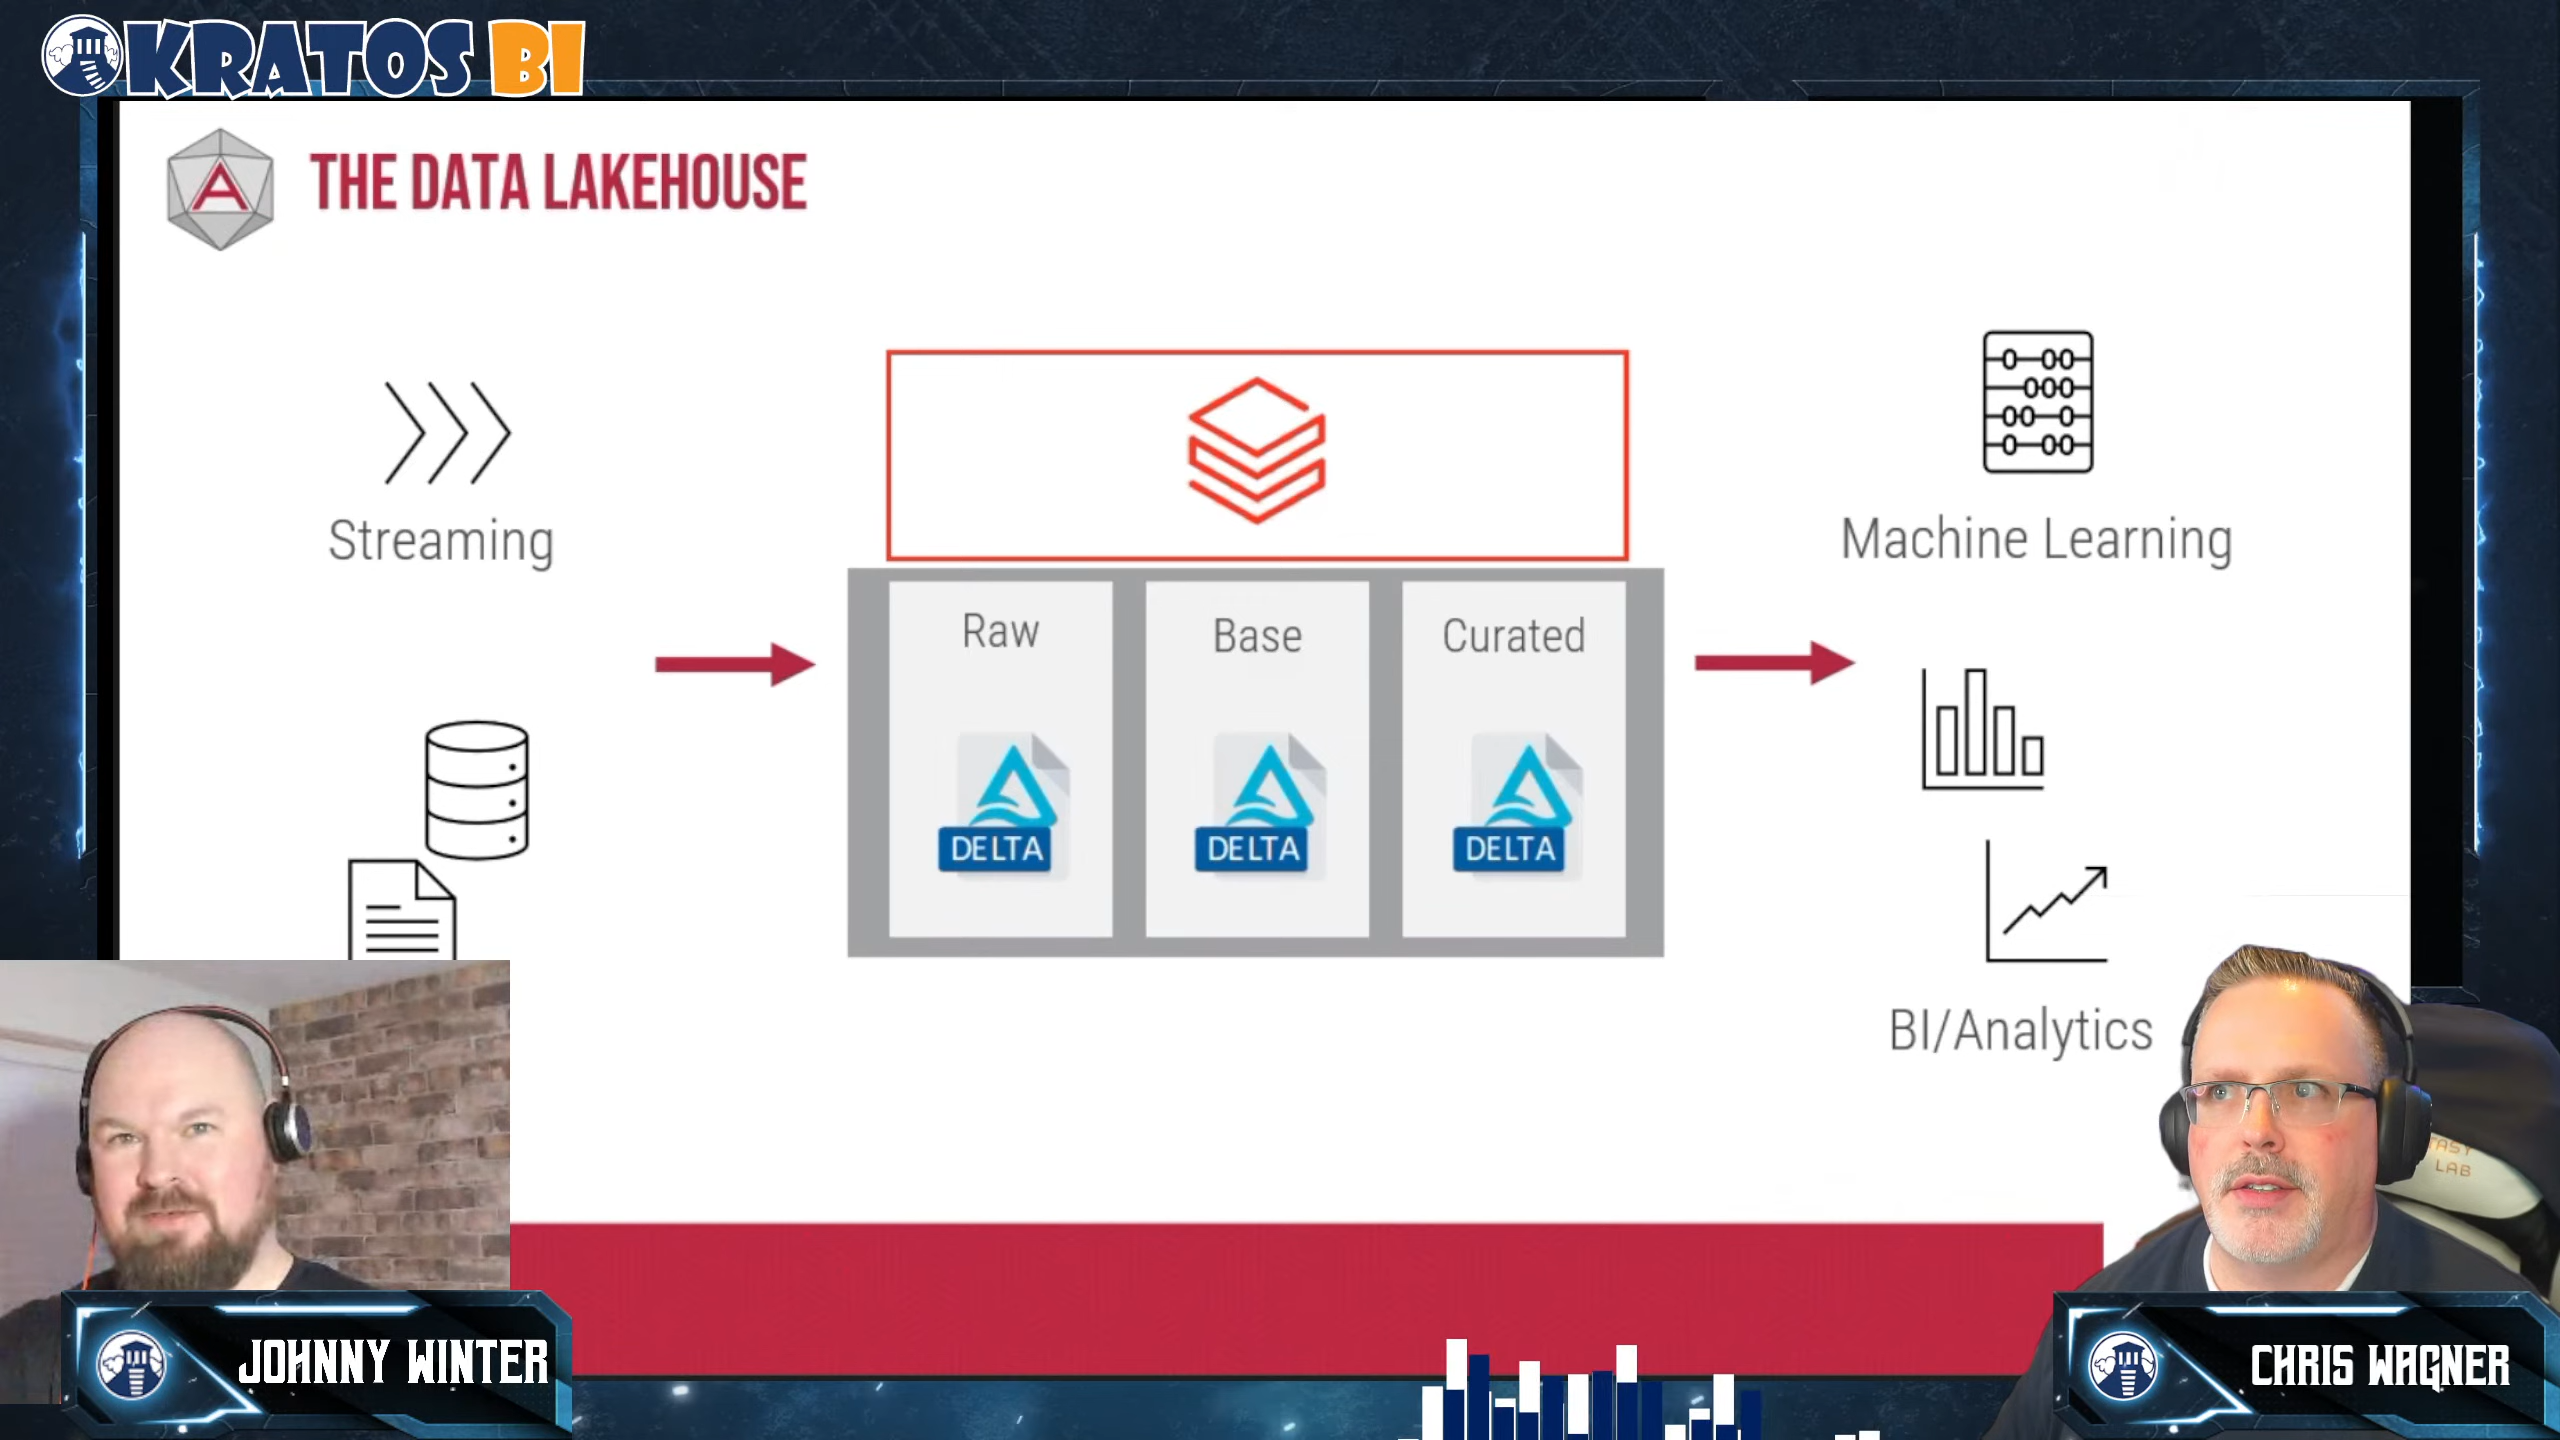 KRATOS BI
A
THE DATA LAKEHOUSE
Streaming
Machine Learning
Raw
Base
Curated
DELTA
DELTA
DELTA
BI/Analytics
LAB
JOHNNY WINTER
CHRIS WAGNER